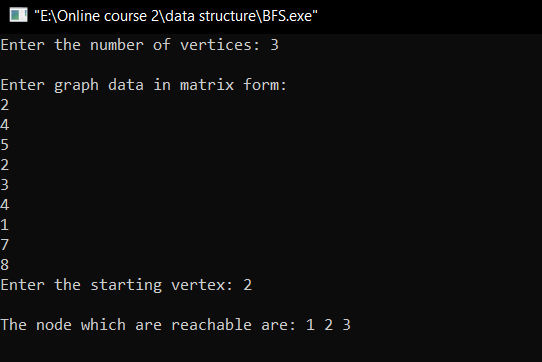 "E:\Online course 2\data structure\BFS.exe"
Enter the number of vertices: 3
Enter graph data in matrix form:
2
4
5
2
3
4
1
7
8
Enter the starting vertex: 2
The node which are reachable are: 1 2 3